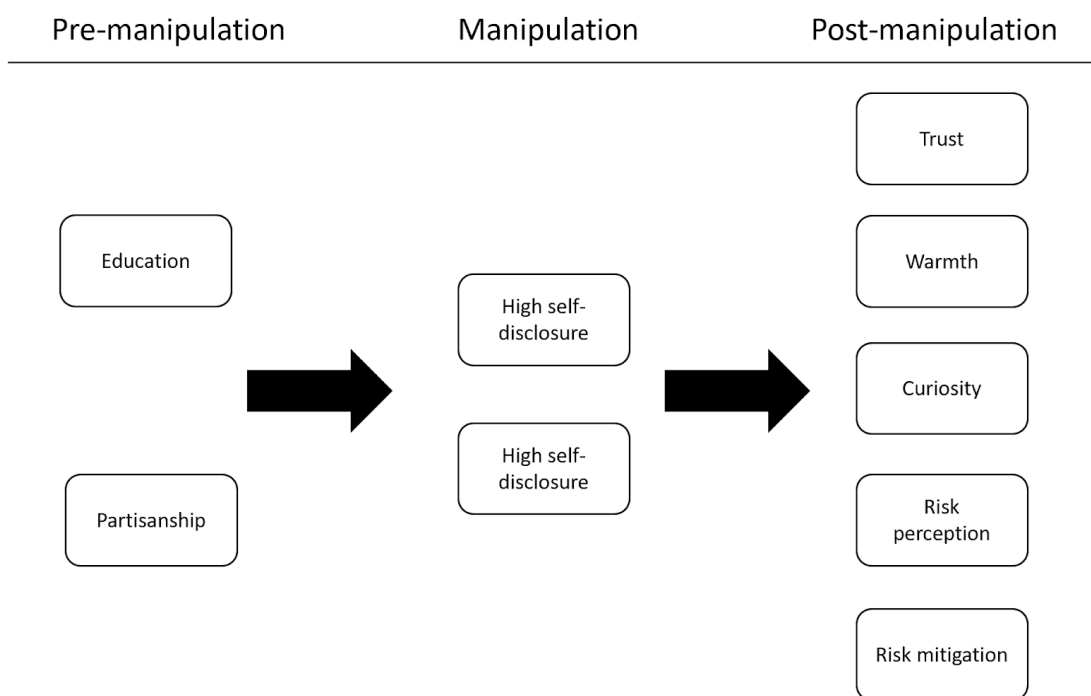 Pre-manipulation
Manipulation
Post-manipulation
Education
Partisanship
High self-
disclosure
High self-
disclosure
Trust
Warmth
Curiosity
Risk
perception
Risk mitigation